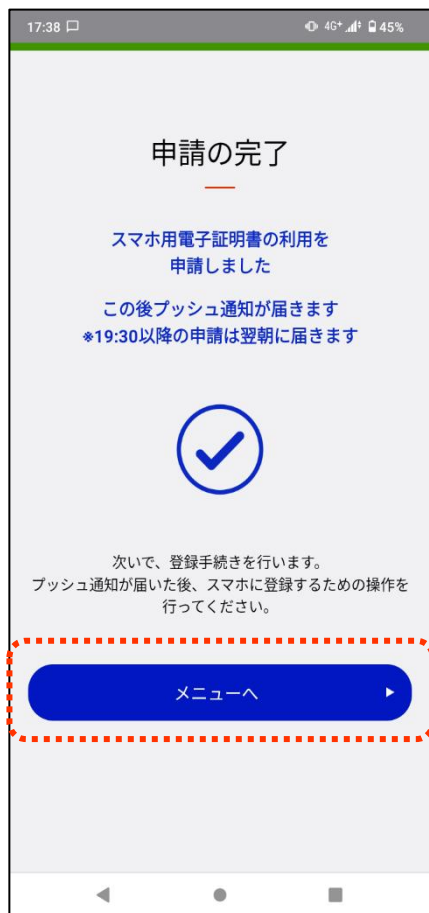 17:38 4G+ 45%
申請の完了
スマホ用電子証明書の利用を
申請しました
この後プッシュ通知が届きます
※19:30以降の申請は翌朝に届きます
次いで、登録手続きを行います。
プッシュ通知が届いた後、スマホに登録するための操作を
行ってください。
メニューへ